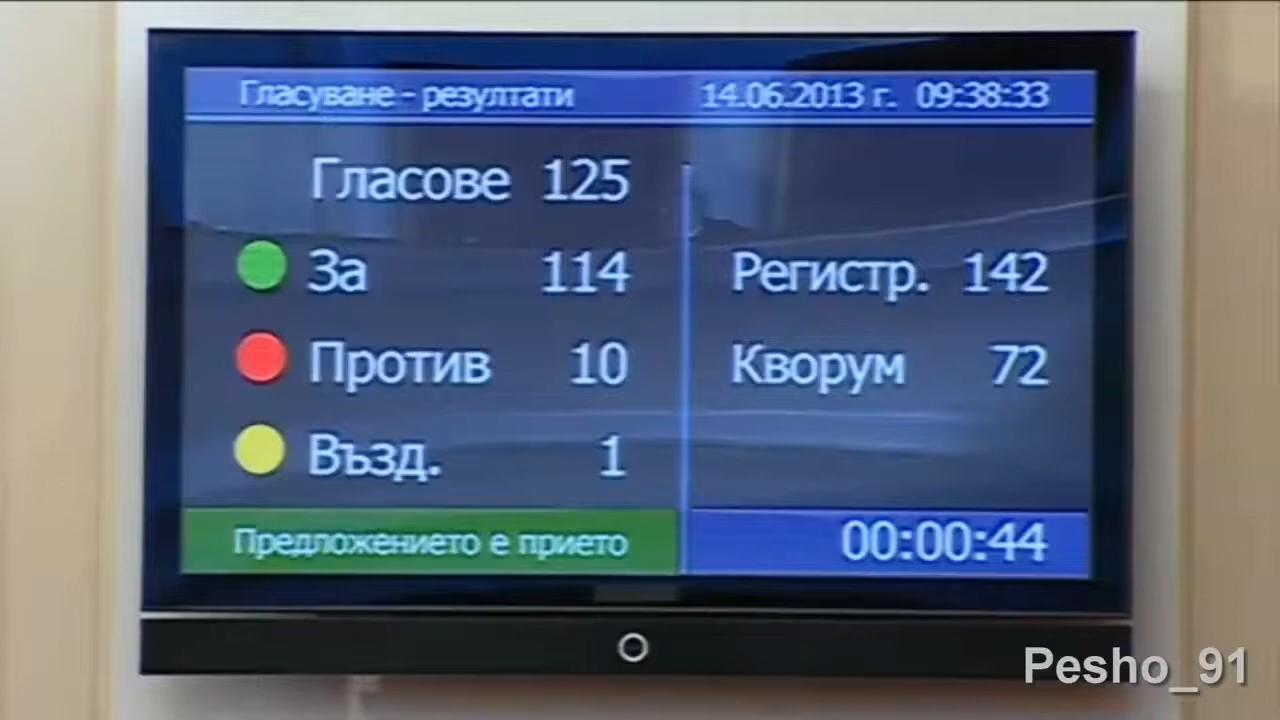 Гласуване - резултати 14.06.2013 г. 09:38:33
Гласове 125
За 114
Регистр. 142
Против 10
Кворум 72
Възд. 1
Предложението е прието 00:00:44
Pesho_91